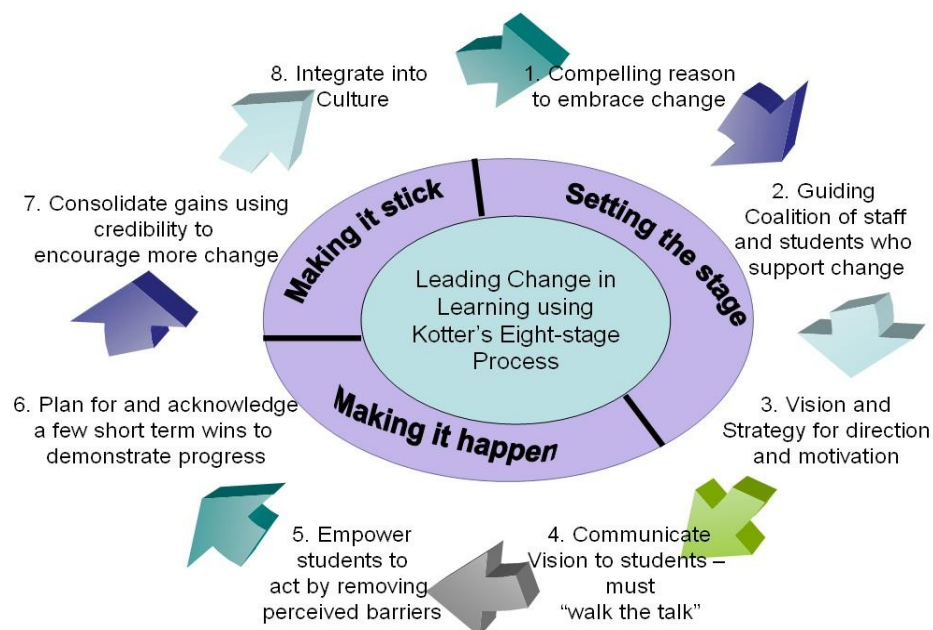 1. Compelling reason
to embrace change
2. Guiding
Coalition of staff
and students who
support change
3. Vision and
Strategy for direction
and motivation
4. Communicate
Vision to students –
must
“walk the talk”
5. Empower
students to
act by removing
perceived barriers
6. Plan for and acknowledge
a few short term wins to
demonstrate progress
7. Consolidate gains using
credibility to
encourage more change
8. Integrate into
Culture
Setting the stage
Making it happen
Making it stick
Leading Change in
Learning using
Kotter’s Eight-stage
Process